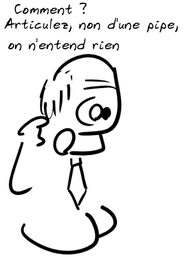 Comment ?
Articulez, non d'une pipe,
on n'entend rien